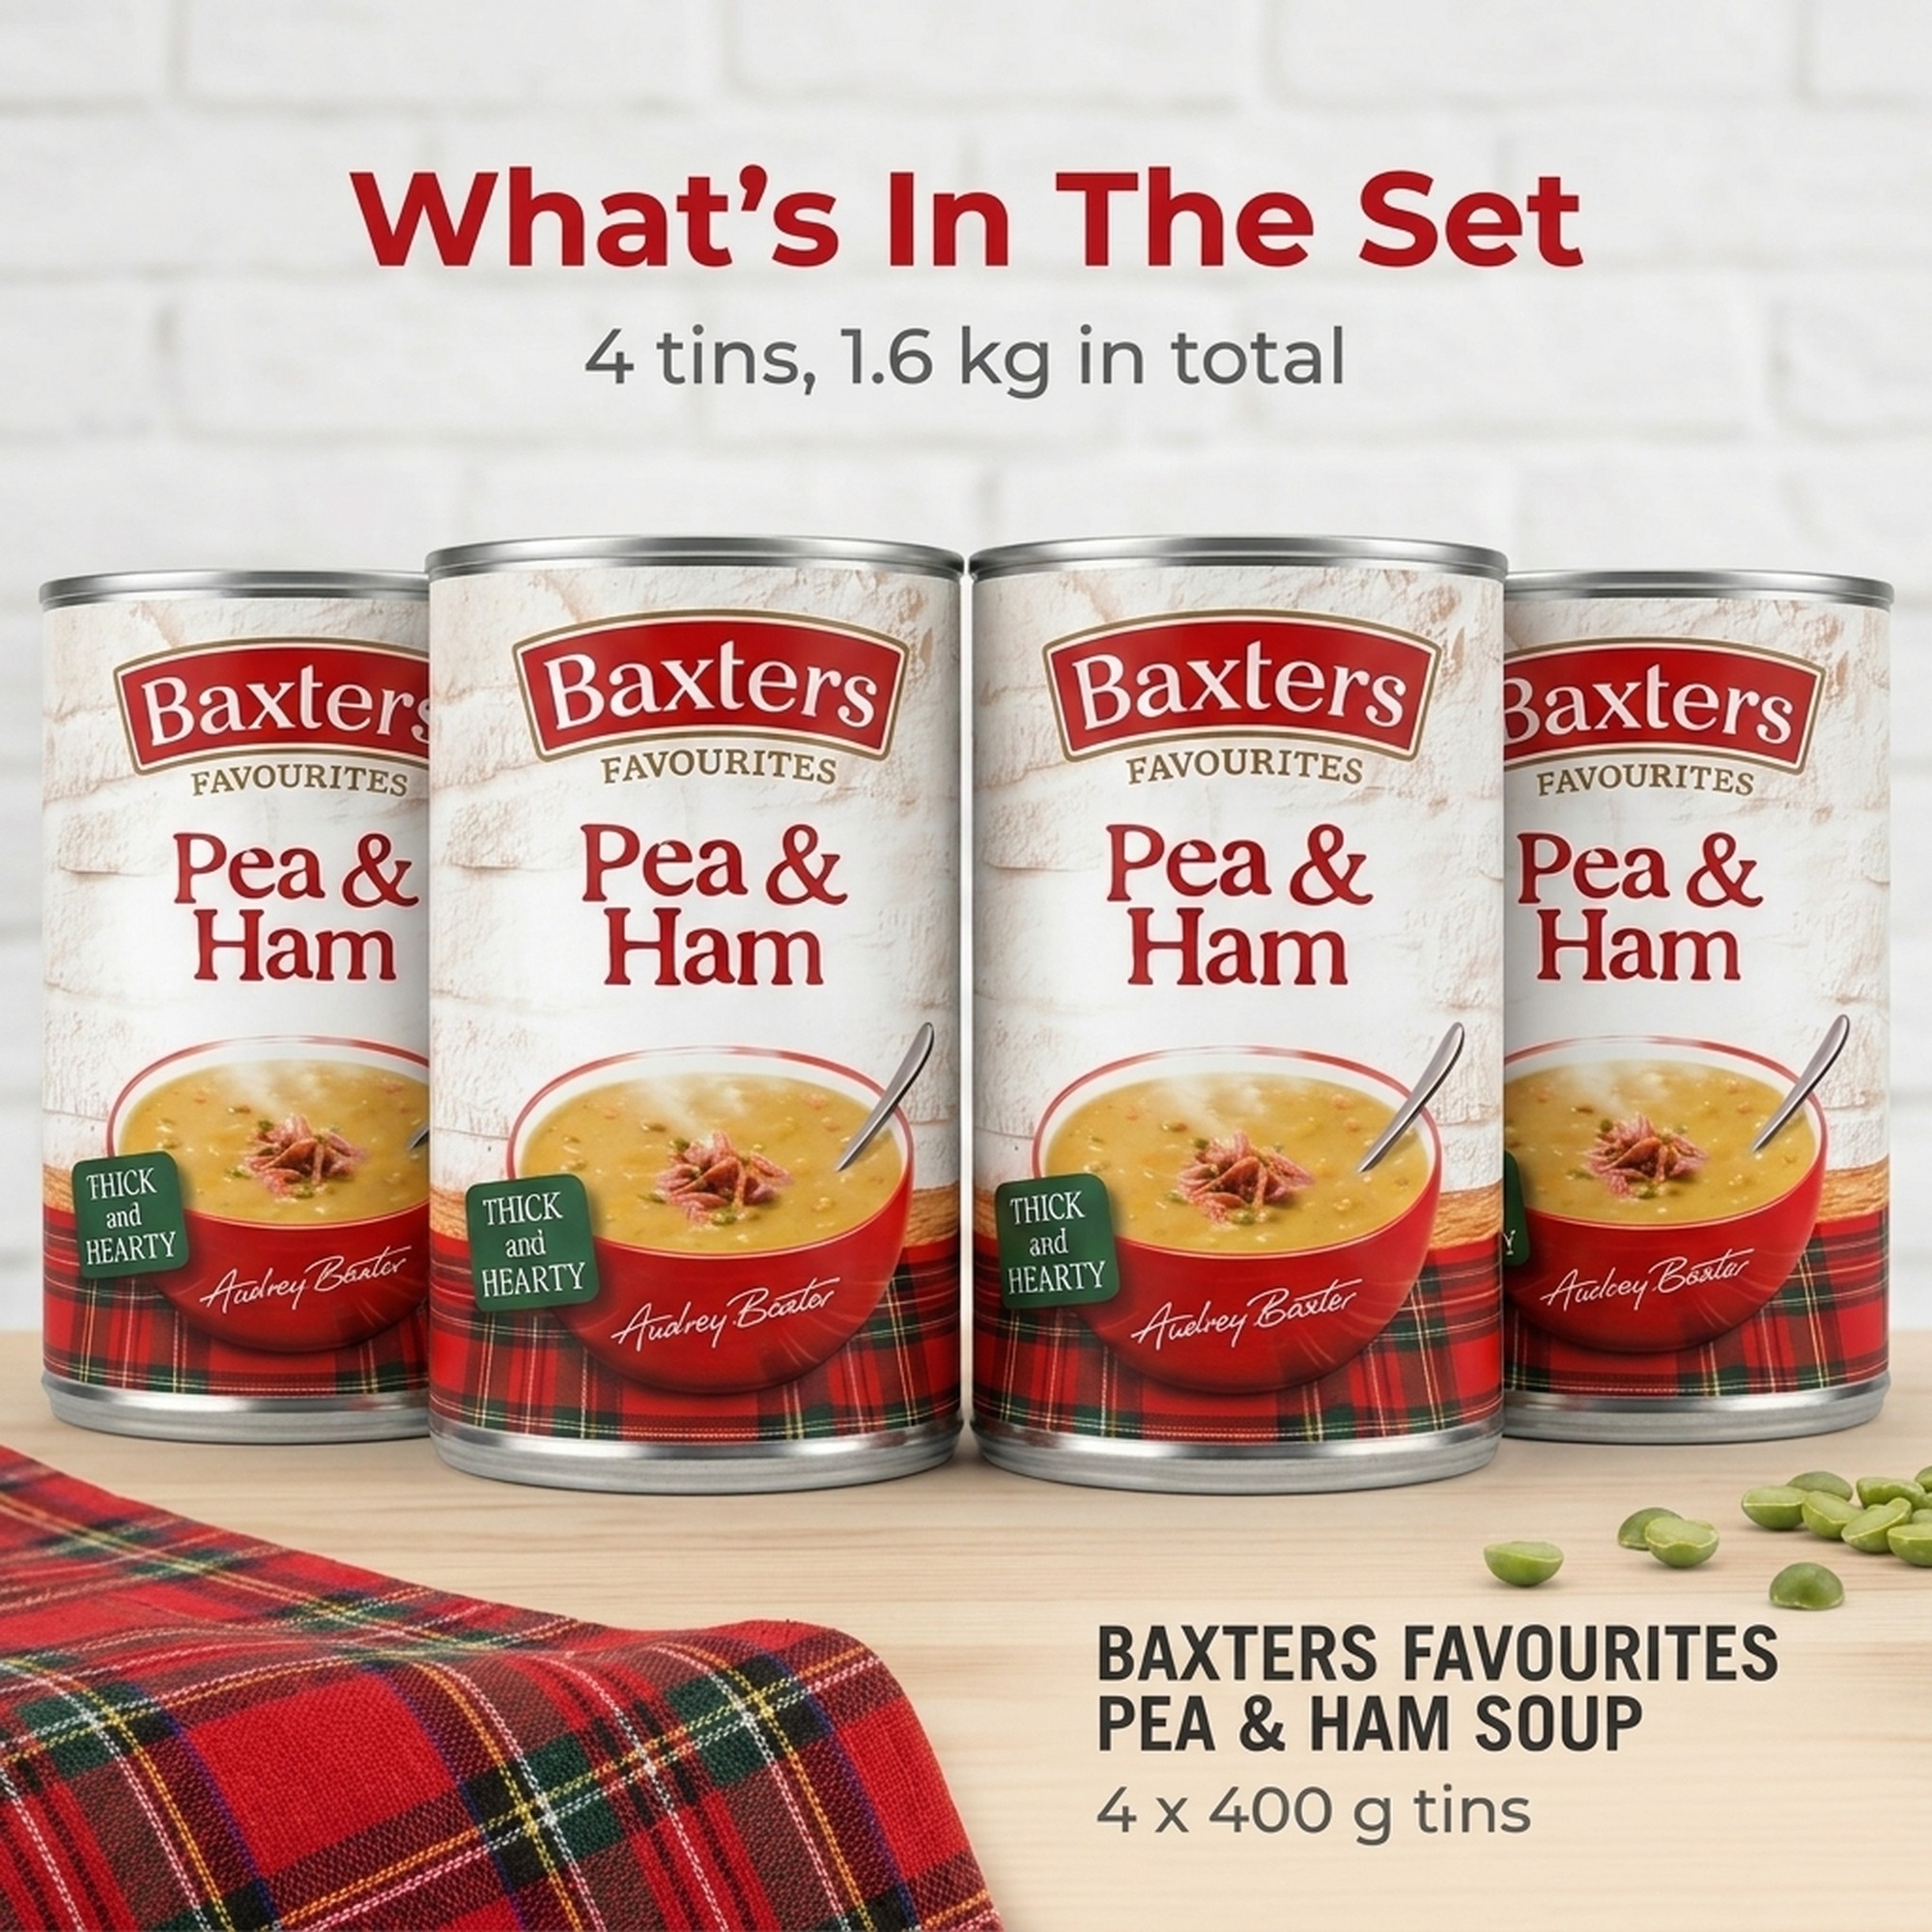 What's In The Set
4 tins, 1.6 kg in total
Baxters
FAVOURITES
Pea &
Ham
THICK
and
HEARTY
Audrey Baxter
Baxters
FAVOURITES
Pea &
Ham
THICK
and
HEARTY
Audrey Baxter
Baxters
FAVOURITES
Pea &
Ham
THICK
and
HEARTY
Audrey Baxter
Baxters
FAVOURITES
Pea &
Ham
BAXTERS FAVOURITES
PEA & HAM SOUP
4 x 400 g tins